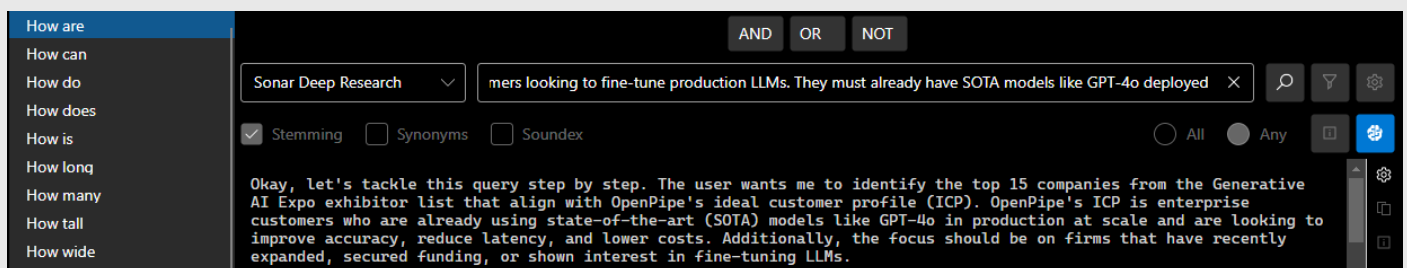 How are
How can
How do
How does
How is
How long
How many
How tall
How wide
AND OR NOT
Sonar Deep Research
mers looking to fine-tune production LLMs. They must already have SOTA models like GPT-4o deployed
Stemming Synonyms Soundex
All Any
Okay, let's tackle this query step by step. The user wants me to identify the top 15 companies from the Generative
AI Expo exhibitor list that align with OpenPipe's ideal customer profile (ICP). OpenPipe's ICP is enterprise
customers who are already using state-of-the-art (SOTA) models like GPT-4o in production at scale and are looking to
improve accuracy, reduce latency, and lower costs. Additionally, the focus should be on firms that have recently
expanded, secured funding, or shown interest in fine-tuning LLMs.